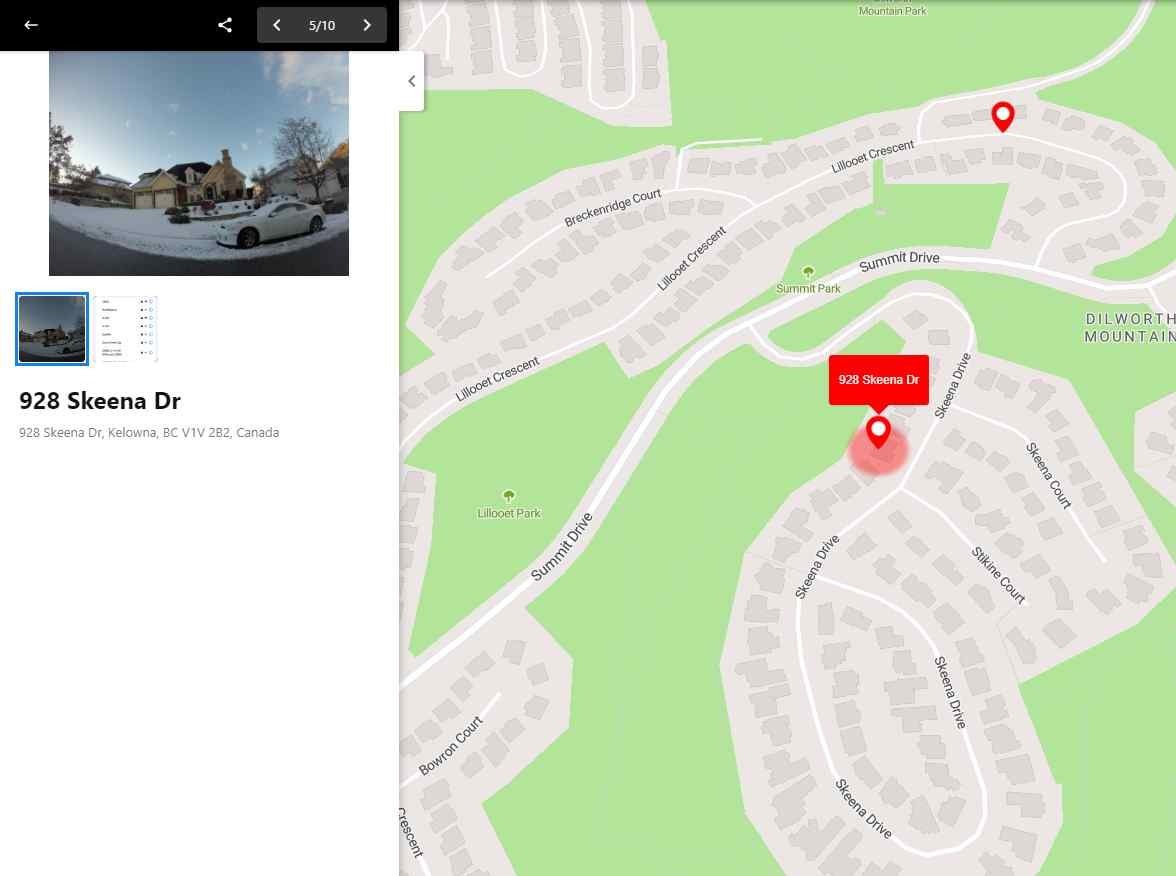 5/10
928 Skeena Dr
928 Skeena Dr, Kelowna, BC V1V 2B2, Canada
Mountain Park
Lillooet Crescent
Breckenridge Court
Lillooet Crescent
Summit Drive
Summit Park
DILWORTH
MOUNTAIN
Lillooet Crescent
928 Skeena Dr
Skeena Drive
Skeena Court
Lillooet Park
Summit Drive
Skeena Drive
Stikine Court
Skeena Drive
Bowron Court
Skeena Drive
Crescent